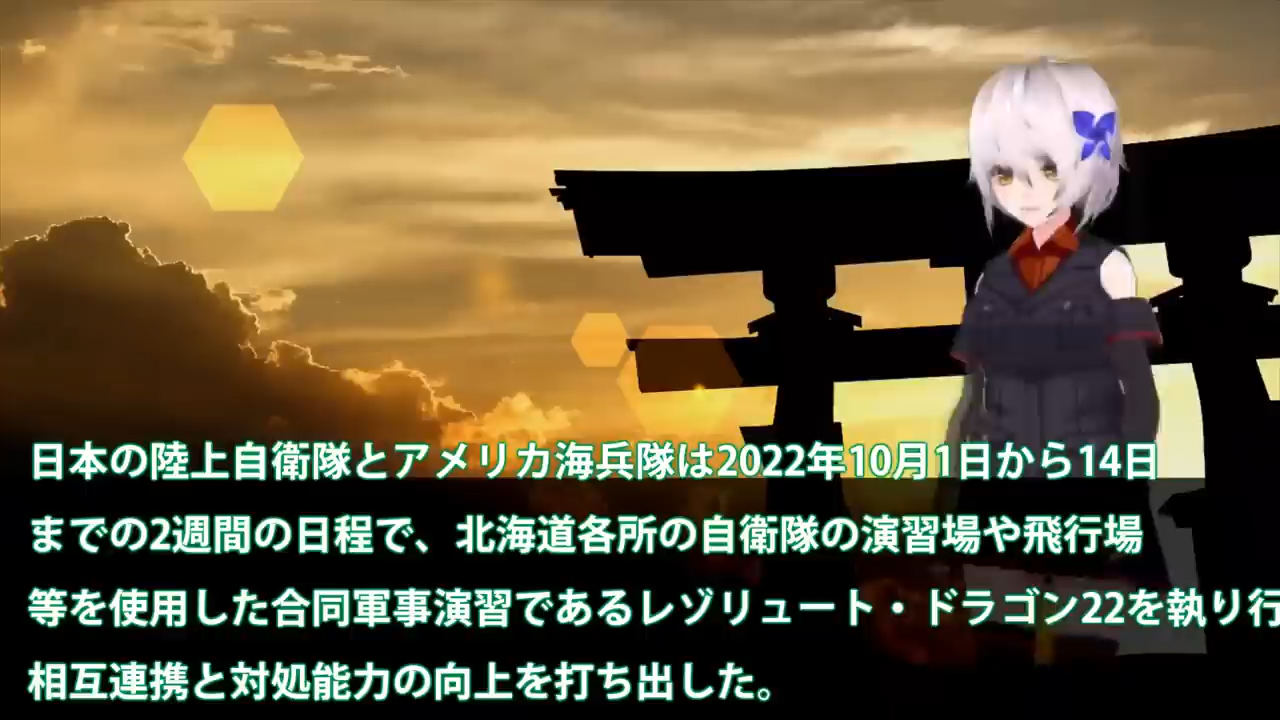 日本の陸上自衛隊とアメリカ海兵隊は2022年10月1日から14日
までの2週間の日程で、北海道各所の自衛隊の演習場や飛行場
等を使用した合同軍事演習であるレゾリュート・ドラゴン22を執り行
相互連携と対処能力の向上を打ち出した。